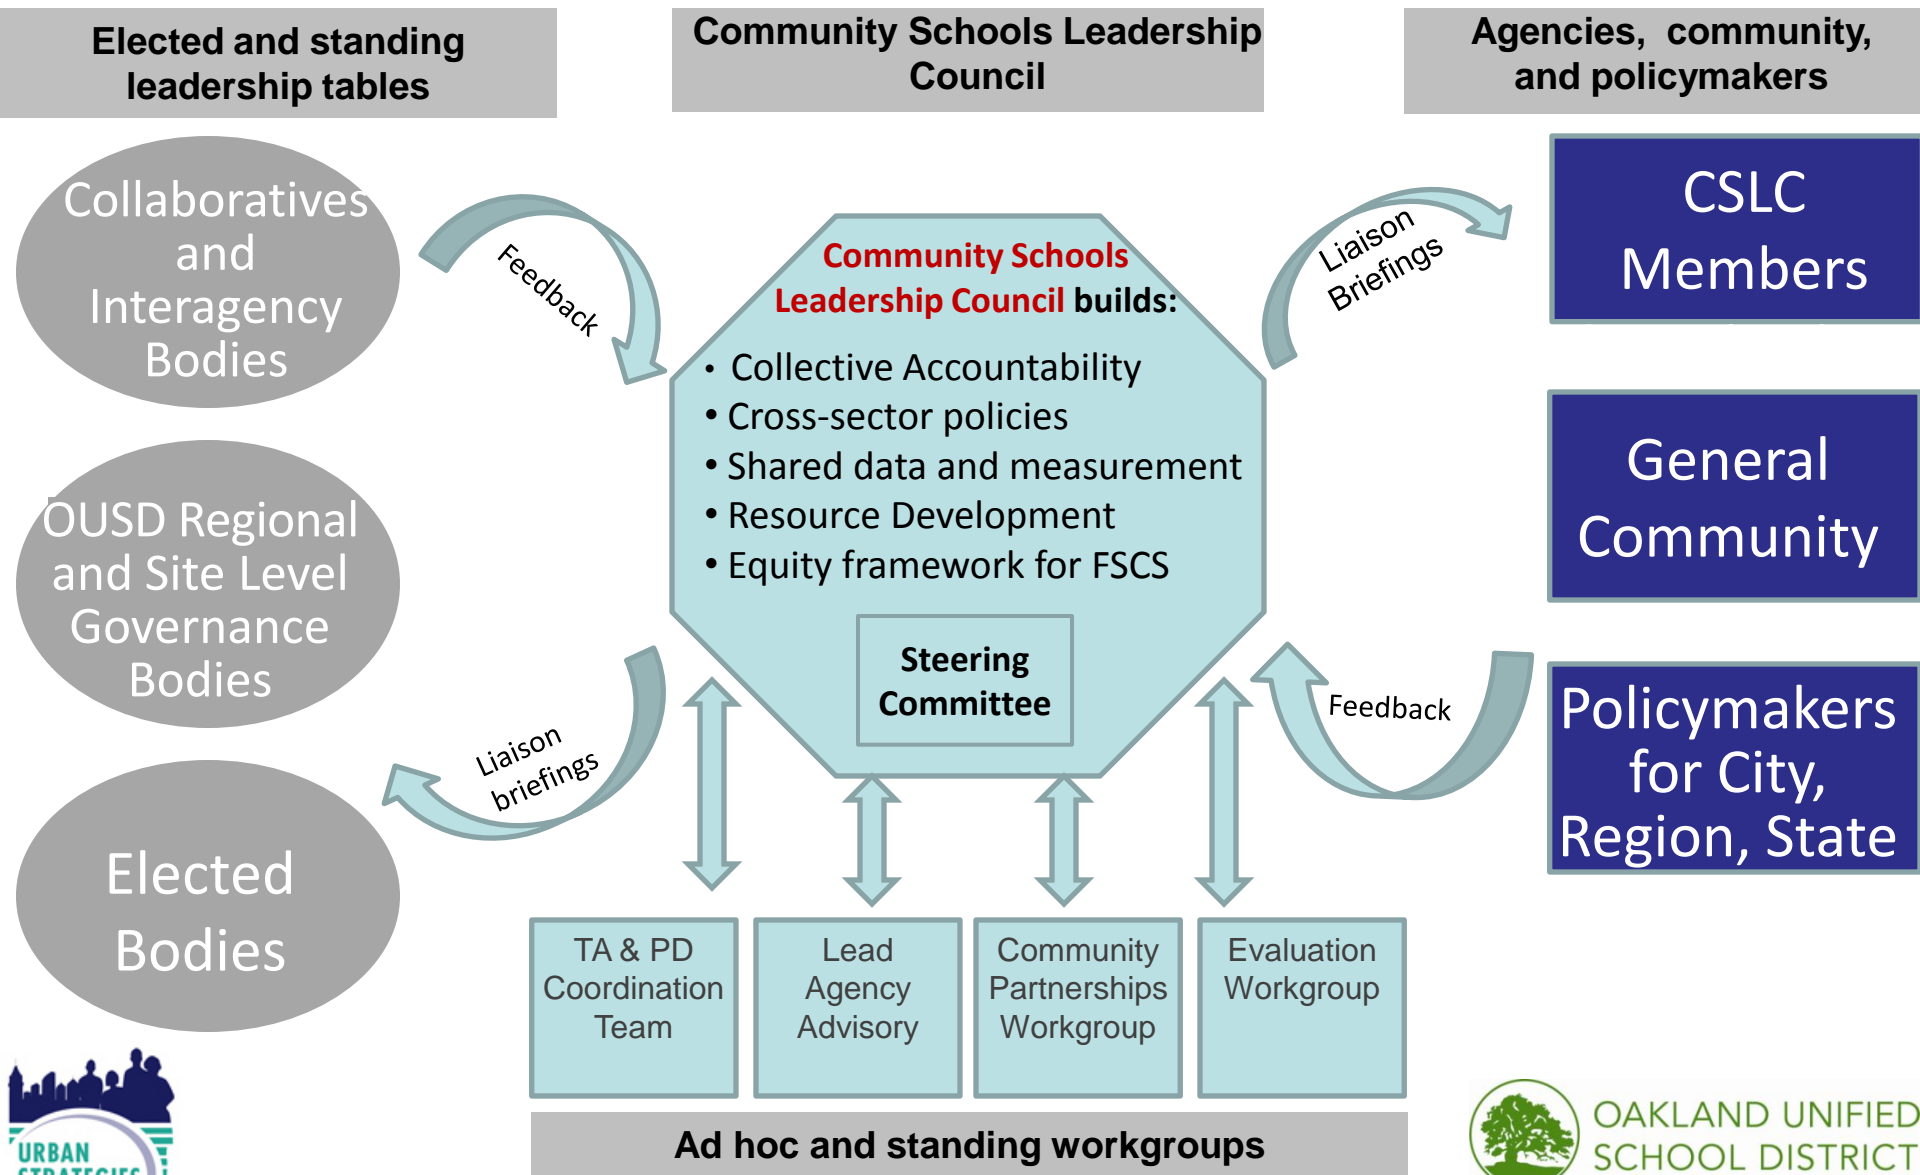 Elected and standing
leadership tables
Community Schools Leadership
Council
Agencies, community,
and policymakers
Collaboratives
and
Interagency
Bodies
OUSD Regional
and Site Level
Governance
Bodies
Elected
Bodies
Feedback
Liaison
briefings
Community Schools
Leadership Council builds:
• Collective Accountability
• Cross-sector policies
• Shared data and measurement
• Resource Development
• Equity framework for FSCS
Steering
Committee
Liaison
Briefings
Feedback
CSLC
Members
General
Community
Policymakers
for City,
Region, State
TA & PD
Coordination
Team
Lead
Agency
Advisory
Community
Partnerships
Workgroup
Evaluation
Workgroup
Ad hoc and standing workgroups
URBAN
STRATEGIES
OAKLAND UNIFIED
SCHOOL DISTRICT